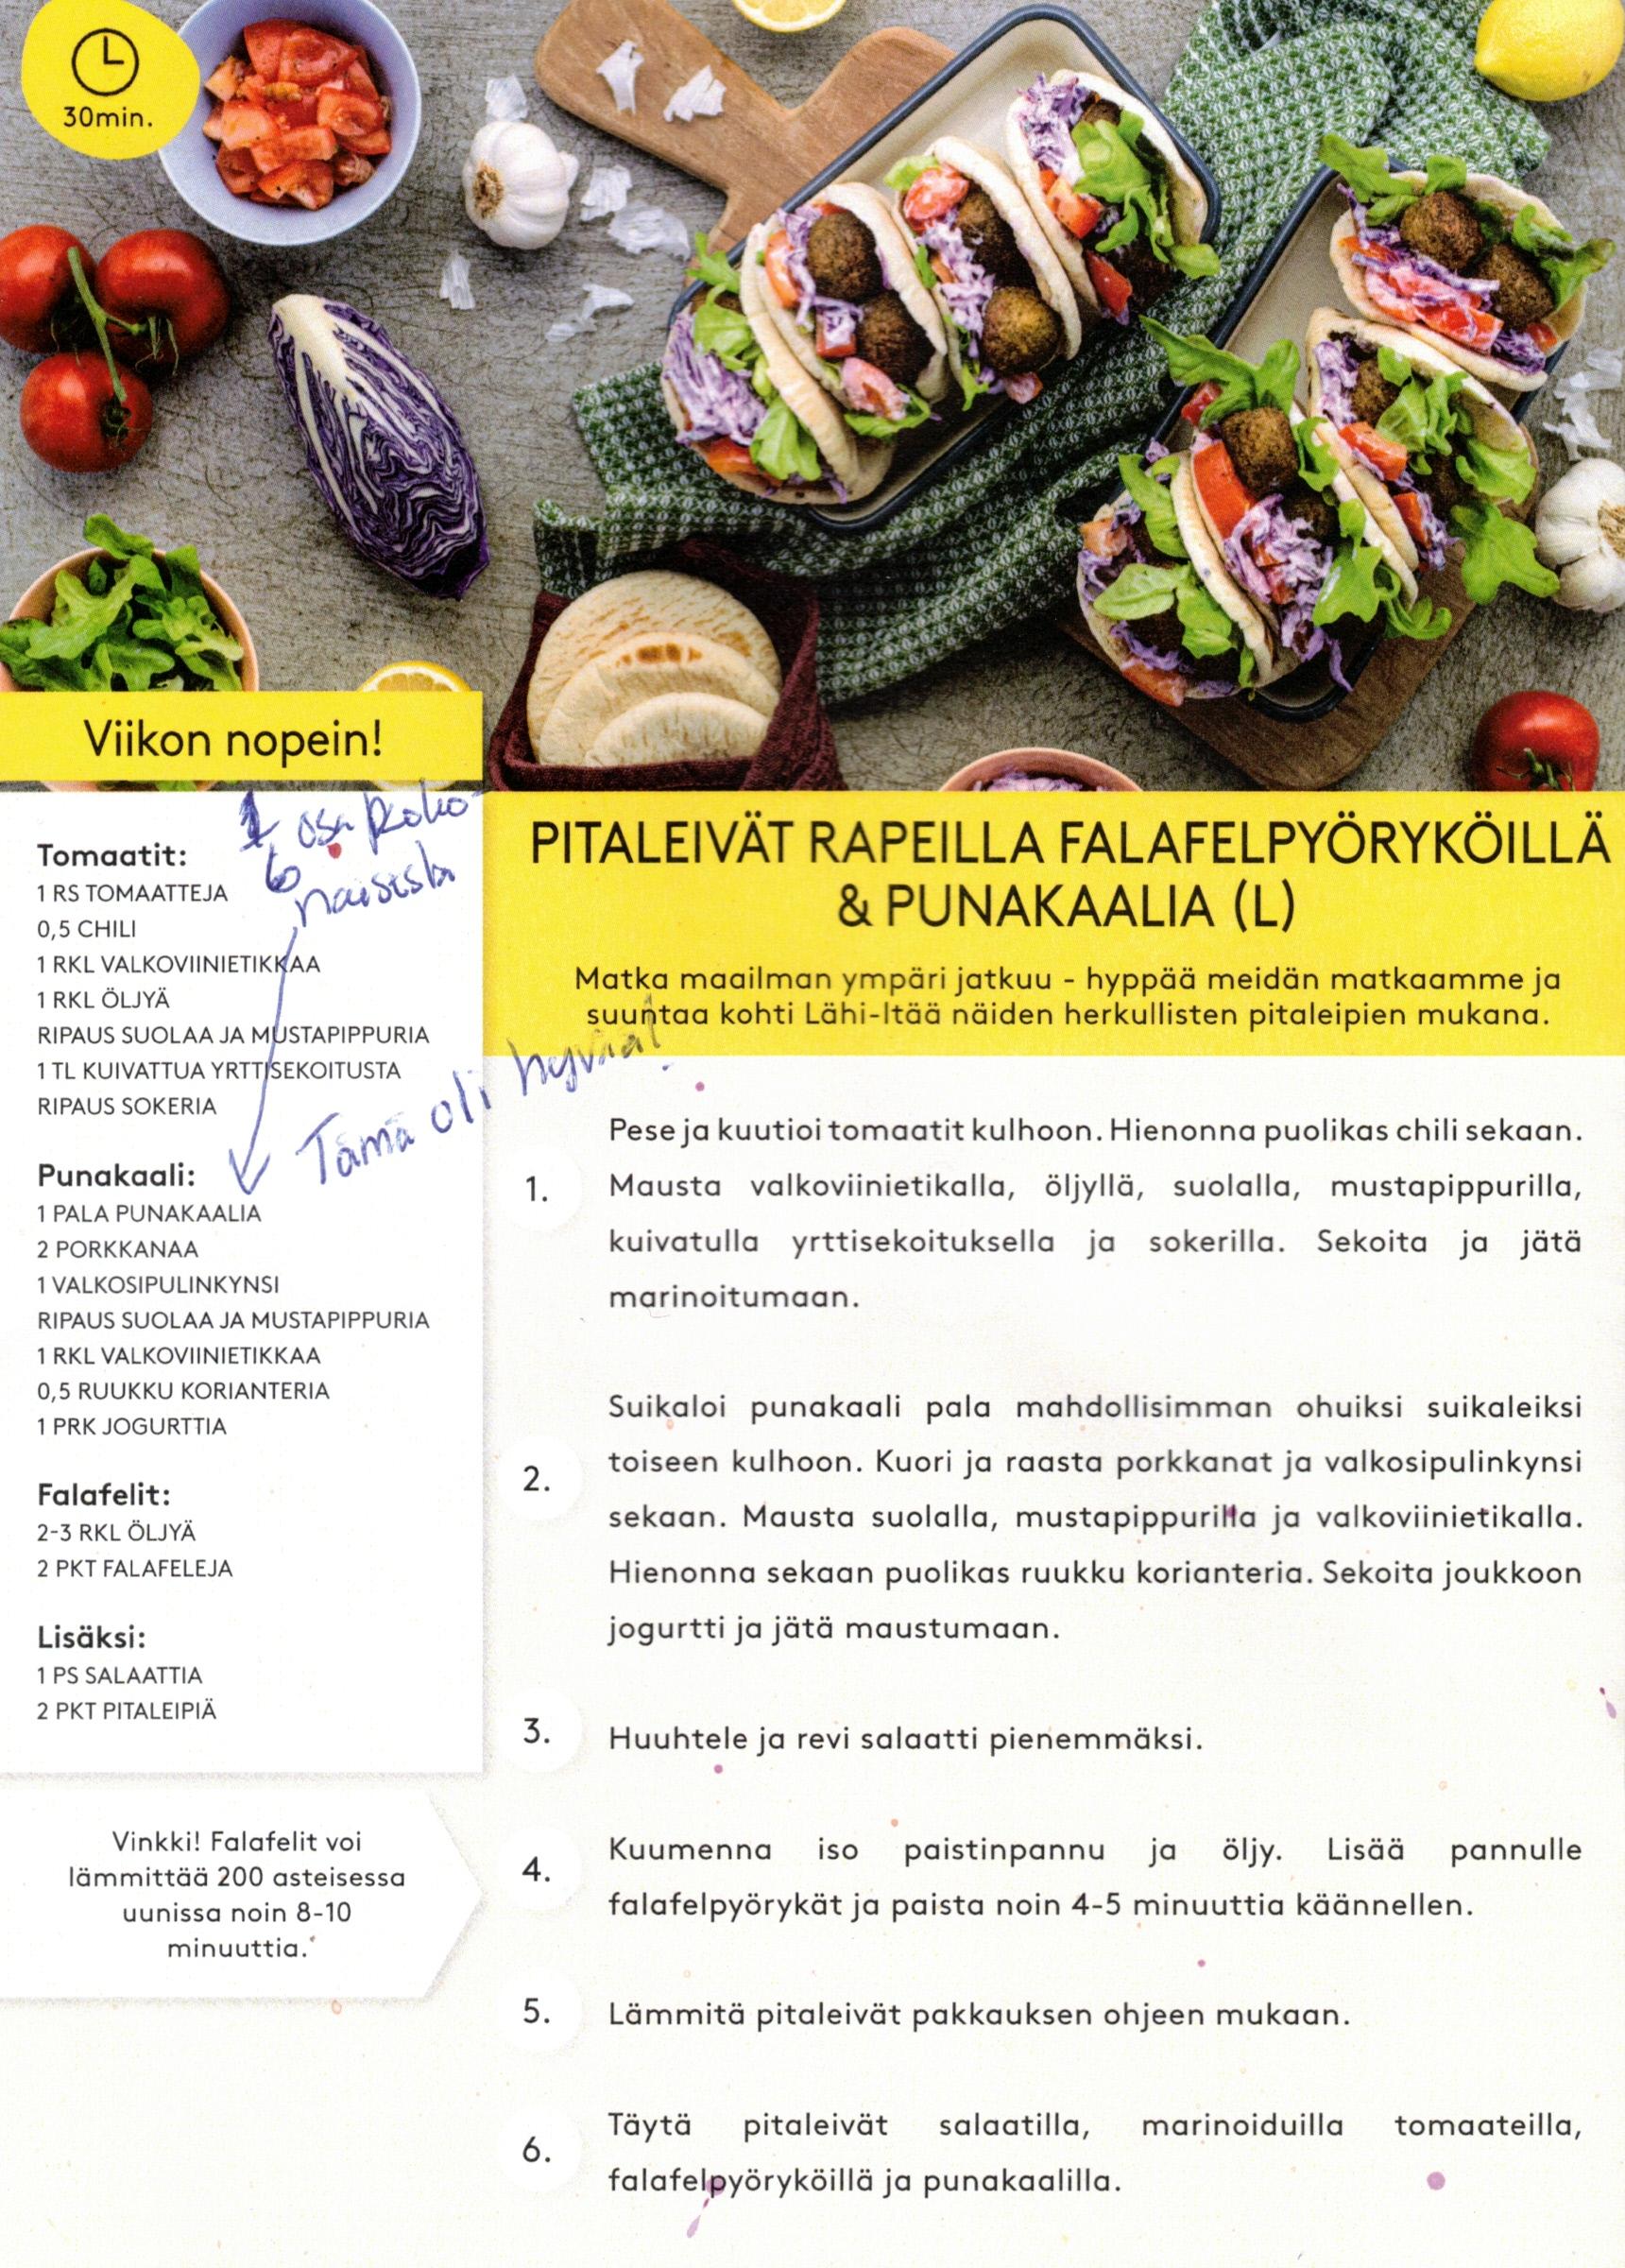 30min.
Viikon nopein!
1 osa koko-
6 naisesta
Tomaatit:
1 RS TOMAATTEJA
0,5 CHILI
1 RKL VALKOVIINIETIKKAA
1 RKL ÖLJYÄ
RIPAUS SUOLAA JA MUSTAPIPPURIA
1 TL KUIVATTUA YRTTISEKOITUSTA
RIPAUS SOKERIA
Tämä oli hyvää!
Punakaali:
1 PALA PUNAKAALIA
2 PORKKANAA
1 VALKOSIPULINKYNSI
RIPAUS SUOLAA JA MUSTAPIPPURIA
1 RKL VALKOVIINIETIKKAA
0,5 RUUKKU KORIANTERIA
1 PRK JOGURTTIA
Falafelit:
2-3 RKL ÖLJYÄ
2 PKT FALAFELEJA
Lisäksi:
1 PS SALAATTIA
2 PKT PITALEIPIÄ
Vinkki! Falafelit voi
lämmittää 200 asteisessa
uunissa noin 8-10
minuuttia.
PITALEIVÄT RAPEILLA FALAFELPYÖRYKÖILLÄ
& PUNAKAALIA (L)
Matka maailman ympäri jatkuu - hyppää meidän matkaamme ja
suuntaa kohti Lähi-Itää näiden herkullisten pitaleipien mukana.
1.
Pese ja kuutioi tomaatit kulhoon. Hienonna puolikas chili sekaan.
Mausta valkoviinietikalla, öljyllä, suolalla, mustapippurilla,
kuivatulla yrttisekoituksella ja sokerilla. Sekoita ja jätä
marinoitumaan.
2.
Suikaloi punakaali pala mahdollisimman ohuiksi suikaleiksi
toiseen kulhoon. Kuori ja raasta porkkanat ja valkosipulinkynsi
sekaan. Mausta suolalla, mustapippurilla ja valkoviinietikalla.
Hienonna sekaan puolikas ruukku korianteria. Sekoita joukkoon
jogurtti ja jätä maustumaan.
3.
Huuhtele ja revi salaatti pienemmäksi.
4.
Kuumenna iso paistinpannu ja öljy. Lisää pannulle
falafelpyörykät ja paista noin 4-5 minuuttia käännellen.
5.
Lämmitä pitaleivät pakkauksen ohjeen mukaan.
6.
Täytä pitaleivät salaatilla, marinoiduilla tomaateilla,
falafelpyöryköillä ja punakaalilla.